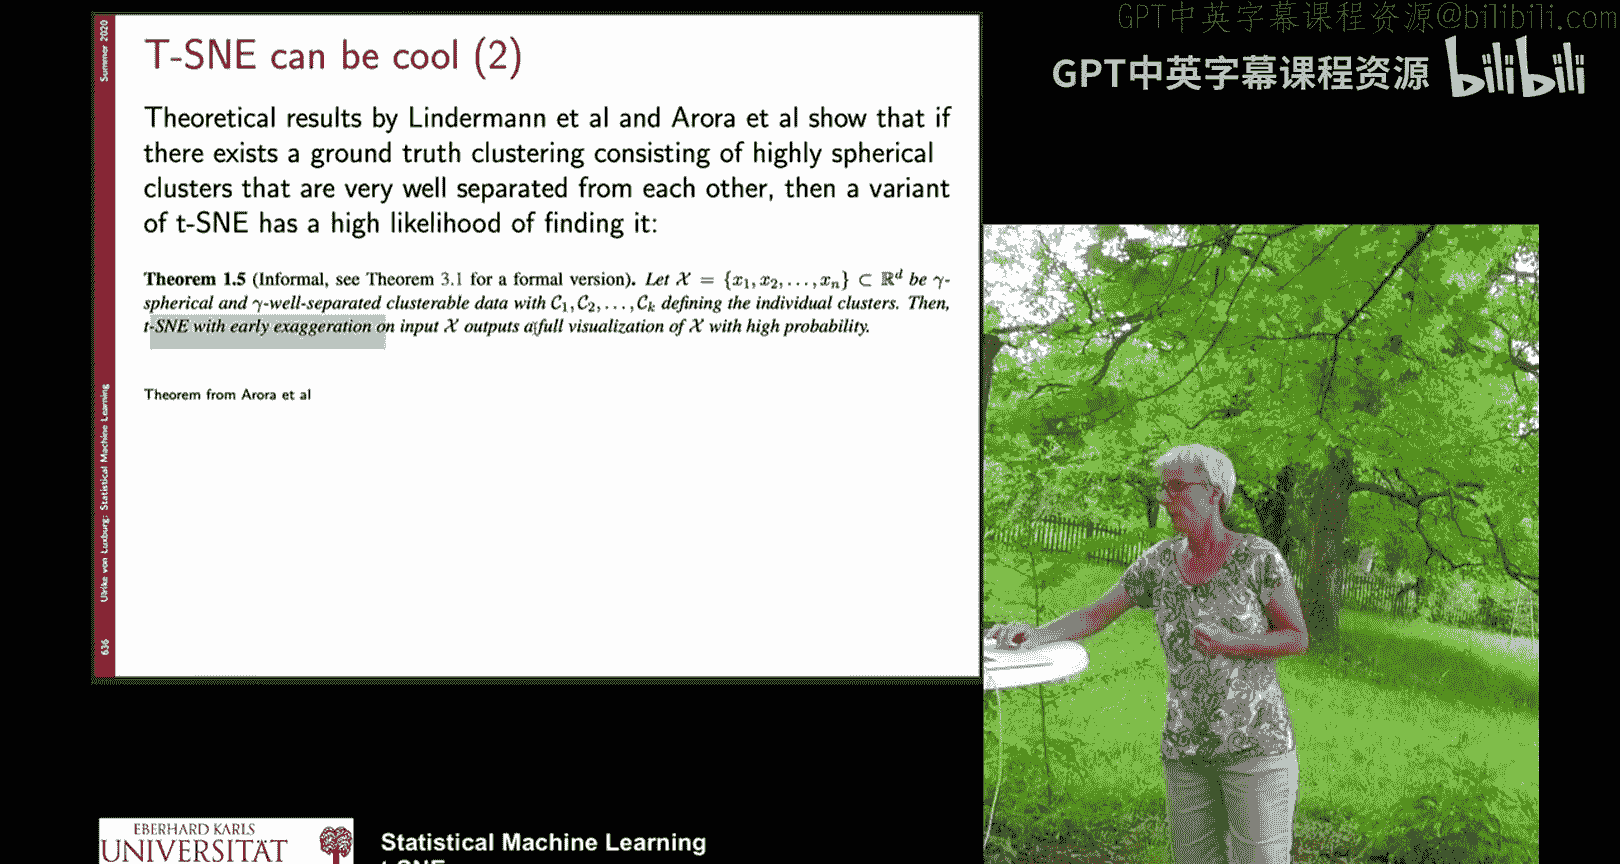 GPT中英字幕课程资源@bilibili.com
GPT中英字幕课程资源 bilibili
Summer 2020
T-SNE can be cool (2)
Theoretical results by Lindermann et al and Arora et al show that if
there exists a ground truth clustering consisting of highly spherical
clusters that are very well separated from each other, then a variant
of t-SNE has a high likelihood of finding it:
Theorem 1.5 (Informal, see Theorem 3.1 for a formal version). Let 𝒳 = {x₁, x₂, . . . , xₙ} ⊂ ℝᵈ be γ-
spherical and γ-well-separated clusterable data with 𝒞₁, 𝒞₂, . . . , 𝒞ₖ defining the individual clusters. Then,
t-SNE with early exaggeration on input 𝒳 outputs a full visualization of 𝒳 with high probability.
Theorem from Arora et al
Ulrike von Luxburg: Statistical Machine Learning
636
EBERHARD KARLS
UNIVERSITÄT
Statistical Machine Learning
t-SNE